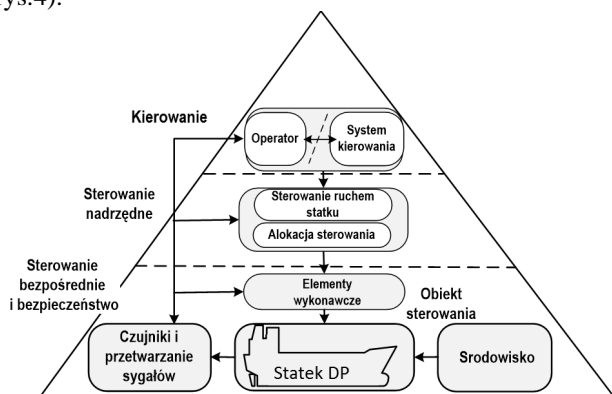 ys.4).
Kierowanie
Operator
System
kierowania
Sterowanie
nadrzędne
Sterowanie ruchem
statku
Alokacja sterowania
Sterowanie
bezpośrednie
i bezpieczeństwo
Elementy
wykonawcze
Obiekt
sterowania
Czujniki i
przetwarzanie
sygałów
Statek DP
Srodowisko